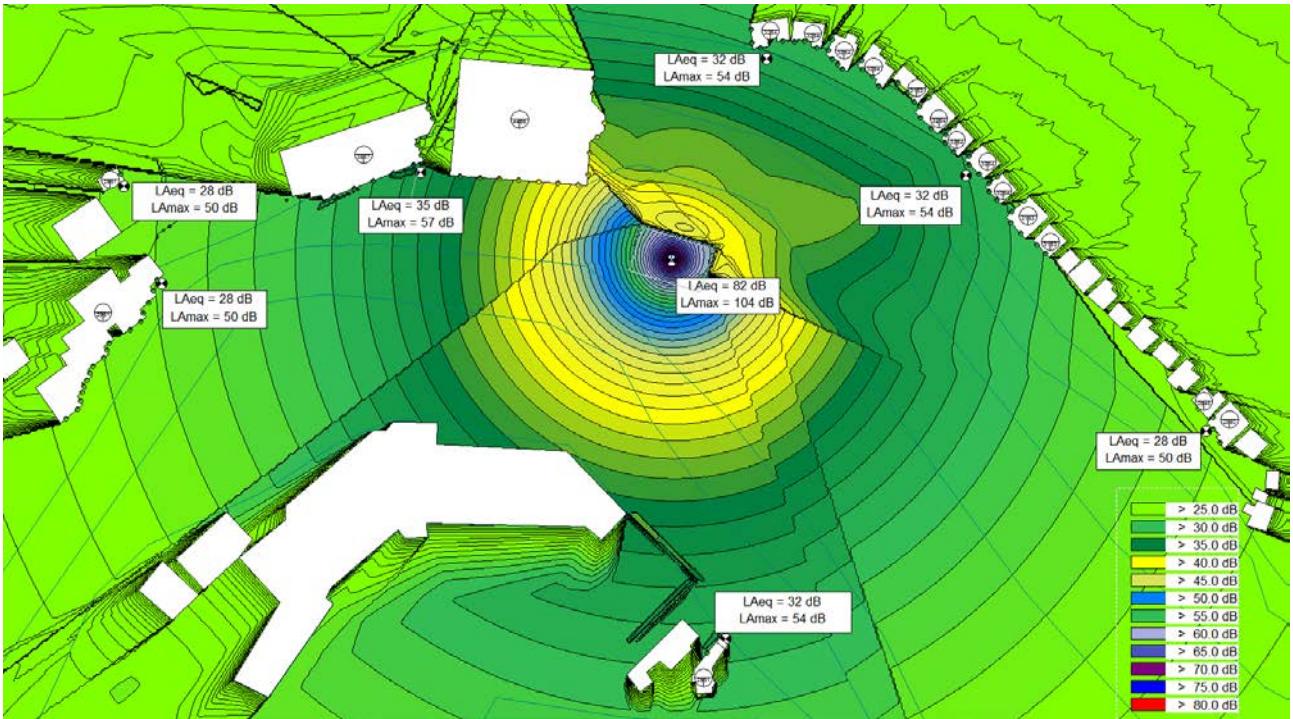 LAeq = 32 dB
LAmax = 54 dB
LAeq = 28 dB
LAmax = 50 dB
LAeq = 35 dB
LAmax = 57 dB
LAeq = 32 dB
LAmax = 54 dB
LAeq = 28 dB
LAmax = 50 dB
LAeq = 82 dB
LAmax = 104 dB
LAeq = 28 dB
LAmax = 50 dB
LAeq = 32 dB
LAmax = 54 dB
> 25.0 dB
> 30.0 dB
> 35.0 dB
> 40.0 dB
> 45.0 dB
> 50.0 dB
> 55.0 dB
> 60.0 dB
> 65.0 dB
> 70.0 dB
> 75.0 dB
> 80.0 dB